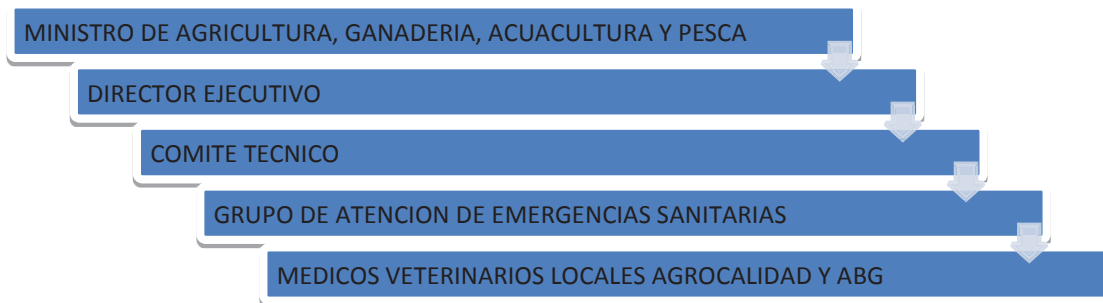 MINISTRO DE AGRICULTURA, GANADERIA, ACUACULTURA Y PESCA
DIRECTOR EJECUTIVO
COMITE TECNICO
GRUPO DE ATENCION DE EMERGENCIAS SANITARIAS
MEDICOS VETERINARIOS LOCALES AGROCALIDAD Y ABG